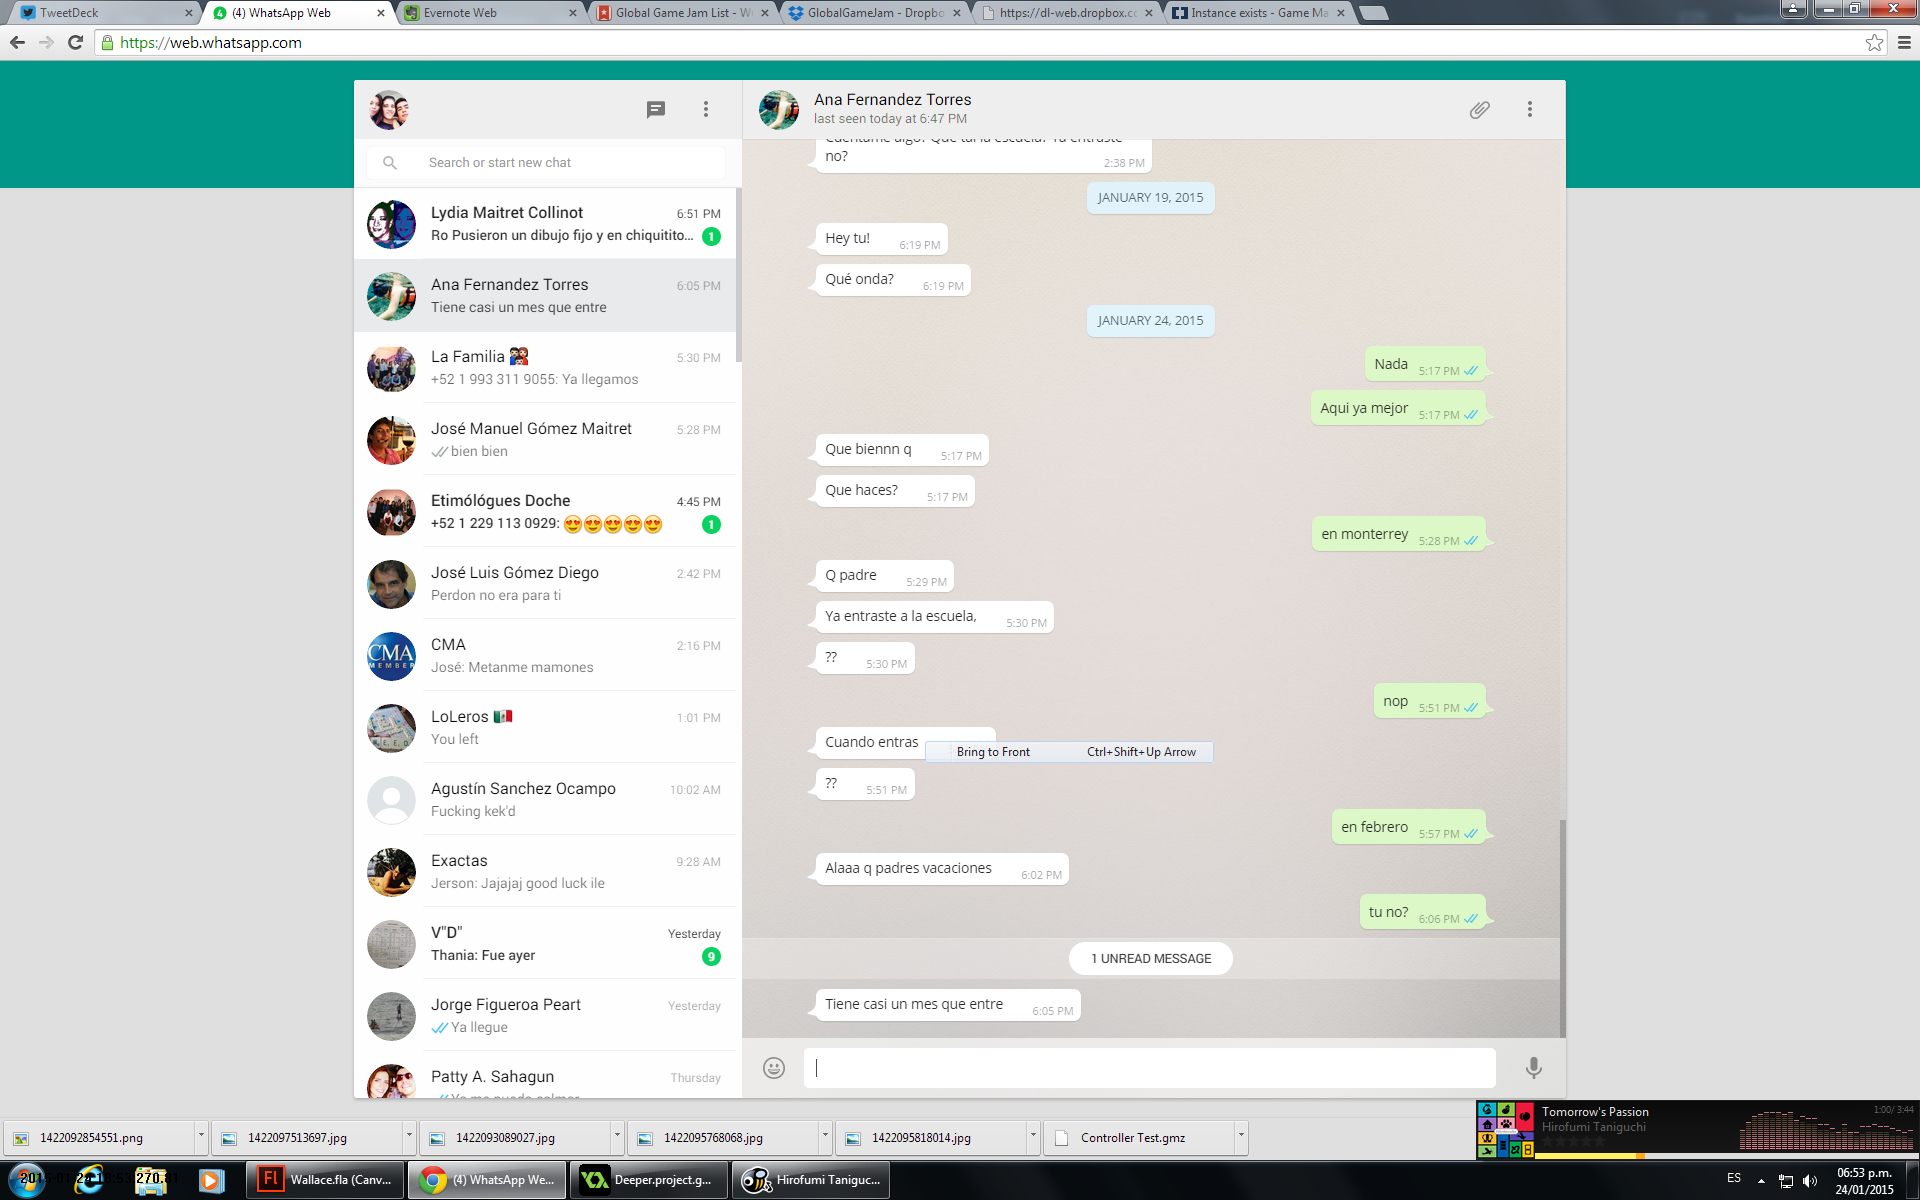 TweetDeck
(4) WhatsApp Web
Evernote Web
Global Game Jam List - W
GlobalGameJam - Dropbo
https://dl-web.dropbox.c
Instance exists - Game Ma
https://web.whatsapp.com
Search or start new chat
Lydia Maitret Collinot 6:51 PM
Ro Pusieron un dibujo fijo y en chiquitito... 1
Ana Fernandez Torres 6:05 PM
Tiene casi un mes que entre
La Familia 5:30 PM
+52 1 993 311 9055: Ya llegamos
José Manuel Gómez Maitret 5:28 PM
bien bien
Etimólógues Doche 4:45 PM
+52 1 229 113 0929: 😍😍😍😍😍 1
José Luis Gómez Diego 2:42 PM
Perdon no era para ti
CMA 2:16 PM
José: Metanme mamones
LoLeros 🇲🇽 1:01 PM
You left
Agustín Sanchez Ocampo 10:02 AM
Fucking kek'd
Exactas 9:28 AM
Jerson: Jajajaj good luck ile
V"D" Yesterday
Thania: Fue ayer 9
Jorge Figueroa Peart Yesterday
Ya llegue
Patty A. Sahagun Thursday
CMA
MEMBER
Ana Fernandez Torres
last seen today at 6:47 PM
no? 2:38 PM
JANUARY 19, 2015
Hey tu! 6:19 PM
Qué onda? 6:19 PM
JANUARY 24, 2015
Nada 5:17 PM
Aqui ya mejor 5:17 PM
Que biennn q 5:17 PM
Que haces? 5:17 PM
en monterrey 5:28 PM
Q padre 5:29 PM
Ya entraste a la escuela, 5:30 PM
?? 5:30 PM
nop 5:51 PM
Cuando entras
Bring to Front Ctrl+Shift+Up Arrow
?? 5:51 PM
en febrero 5:57 PM
Alaaa q padres vacaciones 6:02 PM
tu no? 6:06 PM
1 UNREAD MESSAGE
Tiene casi un mes que entre 6:05 PM
1422092854551.png
1422097513697.jpg
1422093089027.jpg
1422095768068.jpg
1422095818014.jpg
Controller Test.gmz
Tomorrow's Passion 1:00/ 3:44
Hirofumi Taniguchi
Wallace.fla (Canv...
(4) WhatsApp We...
Deeper.project.g...
Hirofumi Taniguc...
ES
06:53 p.m.
24/01/2015